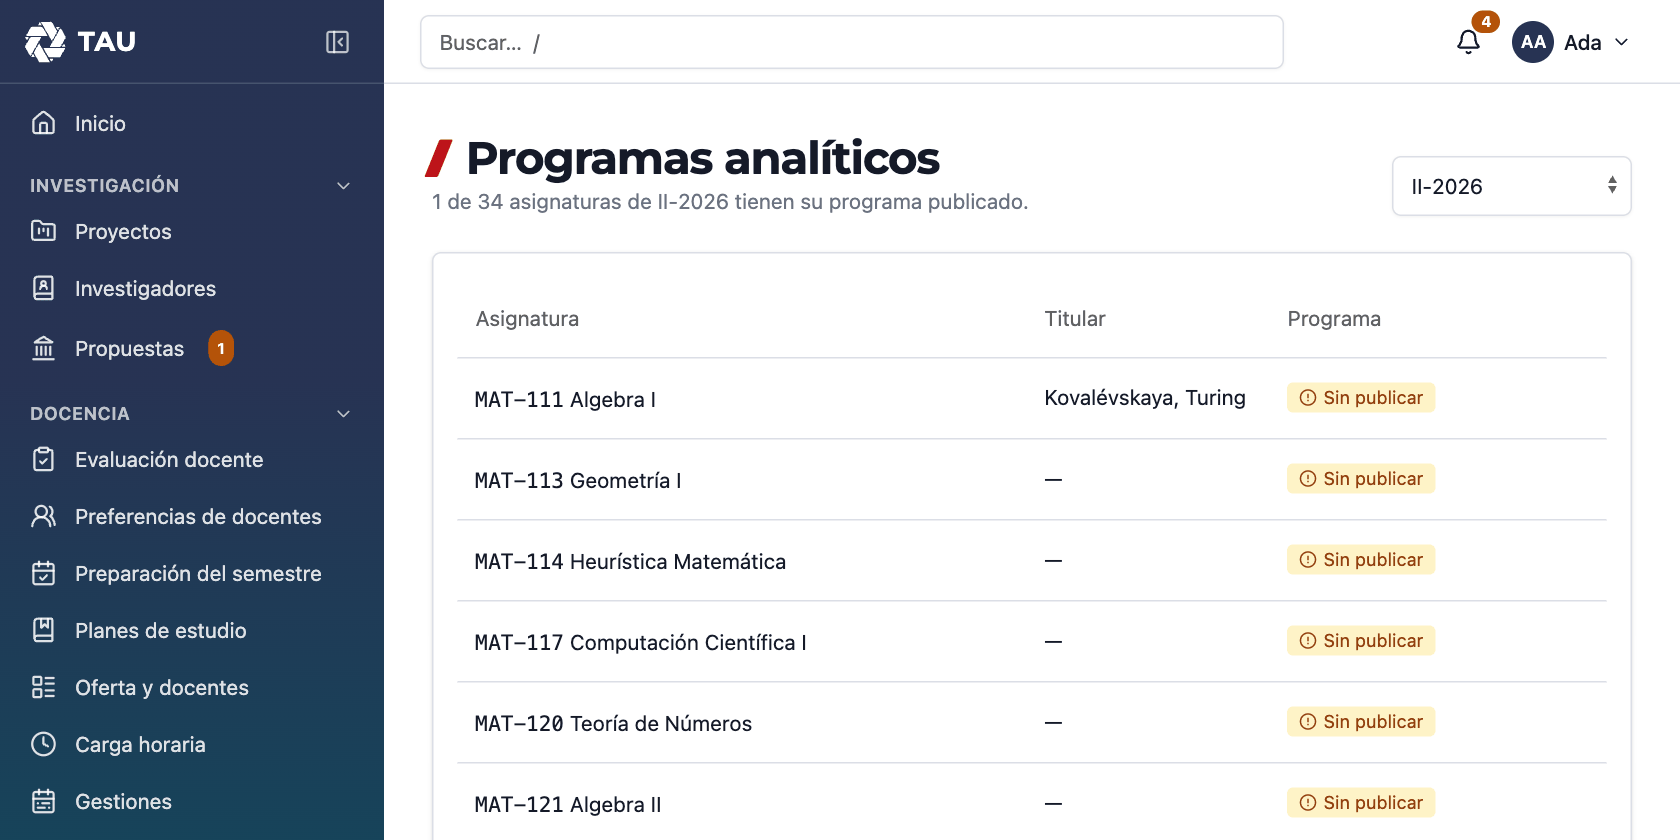 TAU
Buscar... /
4
AA Ada
Inicio
INVESTIGACIÓN
Proyectos
Investigadores
Propuestas 1
DOCENCIA
Evaluación docente
Preferencias de docentes
Preparación del semestre
Planes de estudio
Oferta y docentes
Carga horaria
Gestiones
Programas analíticos
1 de 34 asignaturas de II-2026 tienen su programa publicado.
II-2026
Asignatura Titular Programa
MAT-111 Algebra I Kovalévskaya, Turing Sin publicar
MAT-113 Geometría I — Sin publicar
MAT-114 Heurística Matemática — Sin publicar
MAT-117 Computación Científica I — Sin publicar
MAT-120 Teoría de Números — Sin publicar
MAT-121 Algebra II — Sin publicar